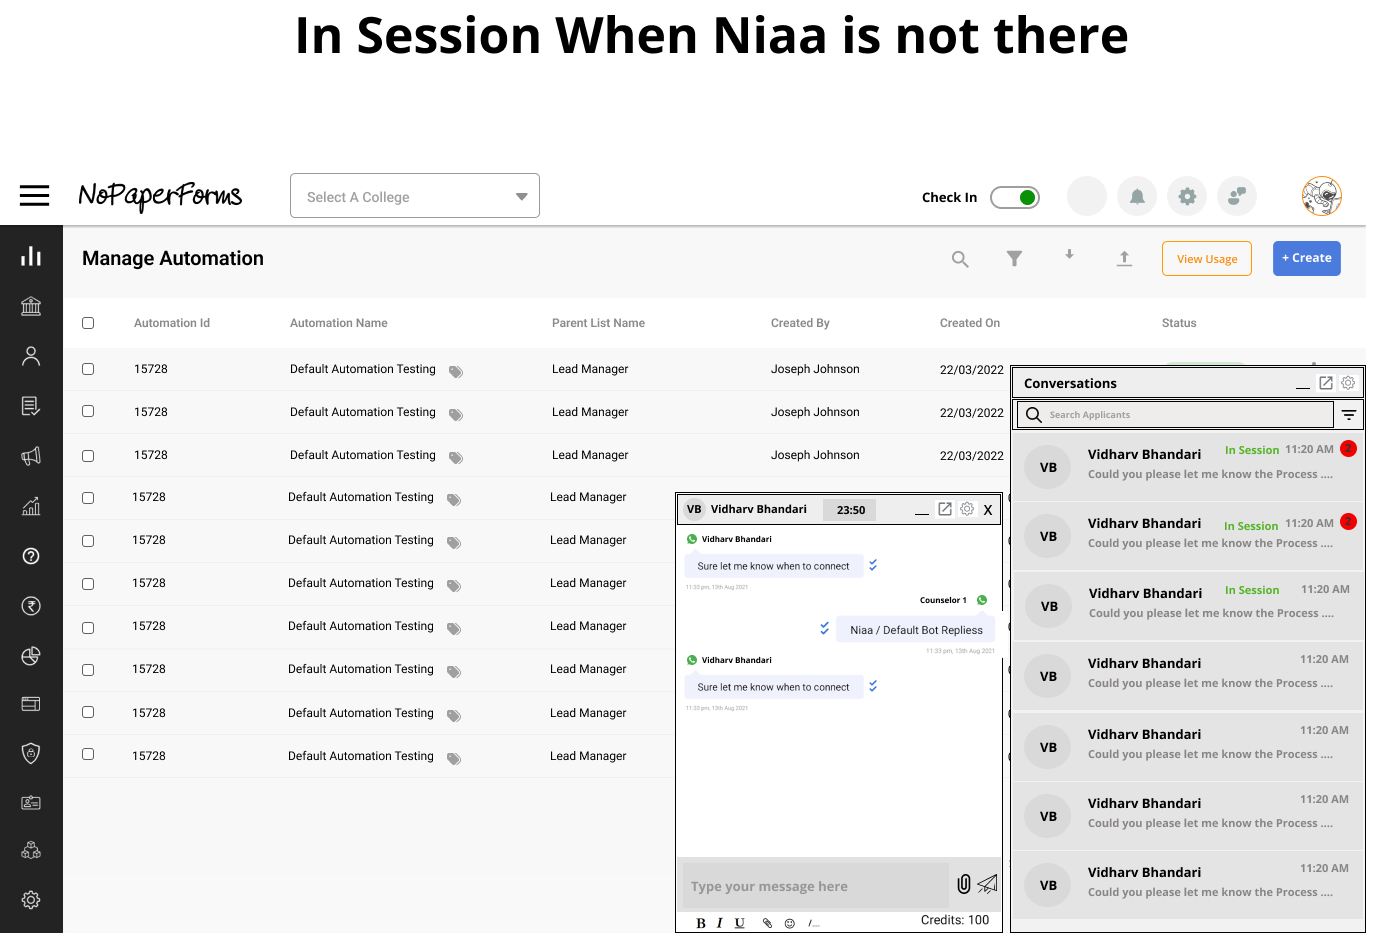 In Session When Niaa is not there
NoPaperForms
Select A College
Check In
Manage Automation
View Usage
+ Create
Automation Id Automation Name Parent List Name Created By Created On Status
15728 Default Automation Testing Lead Manager Joseph Johnson 22/03/2022
15728 Default Automation Testing Lead Manager Joseph Johnson 22/03/2022
15728 Default Automation Testing Lead Manager Joseph Johnson 22/03/2022
15728 Default Automation Testing Lead Manager
15728 Default Automation Testing Lead Manager
15728 Default Automation Testing Lead Manager
15728 Default Automation Testing Lead Manager
15728 Default Automation Testing Lead Manager
15728 Default Automation Testing Lead Manager
15728 Default Automation Testing Lead Manager
VB Vidharv Bhandari 23:50 X
Vidharv Bhandari
Sure let me know when to connect
11:33 pm, 13th Aug 2021
Counselor 1
Niaa / Default Bot Repliess
11:33 pm, 13th Aug 2021
Vidharv Bhandari
Sure let me know when to connect
11:33 pm, 13th Aug 2021
Type your message here
B I U /... Credits: 100
Conversations
Search Applicants
VB Vidharv Bhandari In Session 11:20 AM 2
Could you please let me know the Process ....
VB Vidharv Bhandari In Session 11:20 AM 2
Could you please let me know the Process ....
VB Vidharv Bhandari In Session 11:20 AM
Could you please let me know the Process ....
VB Vidharv Bhandari 11:20 AM
Could you please let me know the Process ....
VB Vidharv Bhandari 11:20 AM
Could you please let me know the Process ....
VB Vidharv Bhandari 11:20 AM
Could you please let me know the Process ....
VB Vidharv Bhandari 11:20 AM
Could you please let me know the Process ....